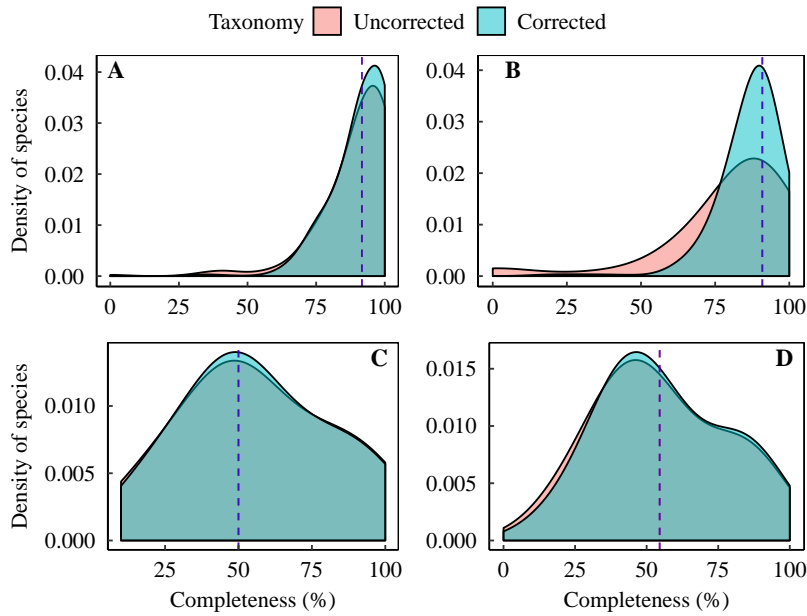 Taxonomy Uncorrected Corrected
A B
0.04 0.04
0.03 0.03
0.02 0.02
0.01 0.01
0.00 0.00
Density of species
0 25 50 75 100 0 25 50 75 100
C D
0.015
0.010 0.010
0.005 0.005
0.000 0.000
Density of species
0 25 50 75 100 0 25 50 75 100
Completeness (%) Completeness (%)